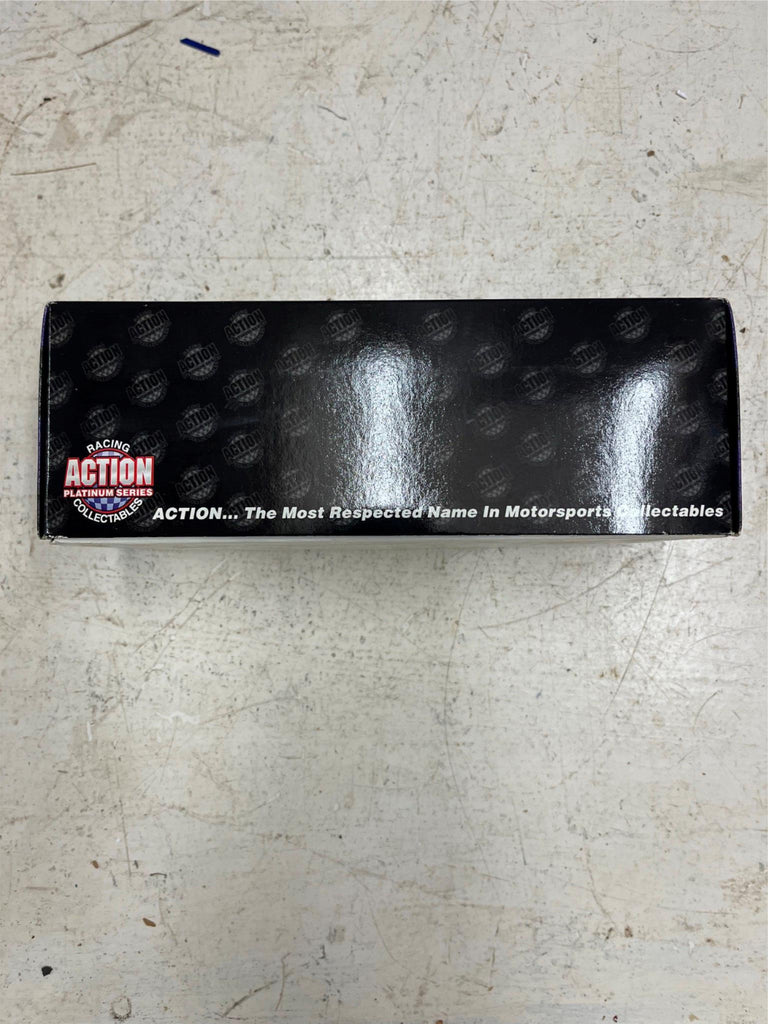 RACING
ACTION
PLATINUM SERIES
COLLECTABLES
ACTION... The Most Respected Name In Motorsports Collectables